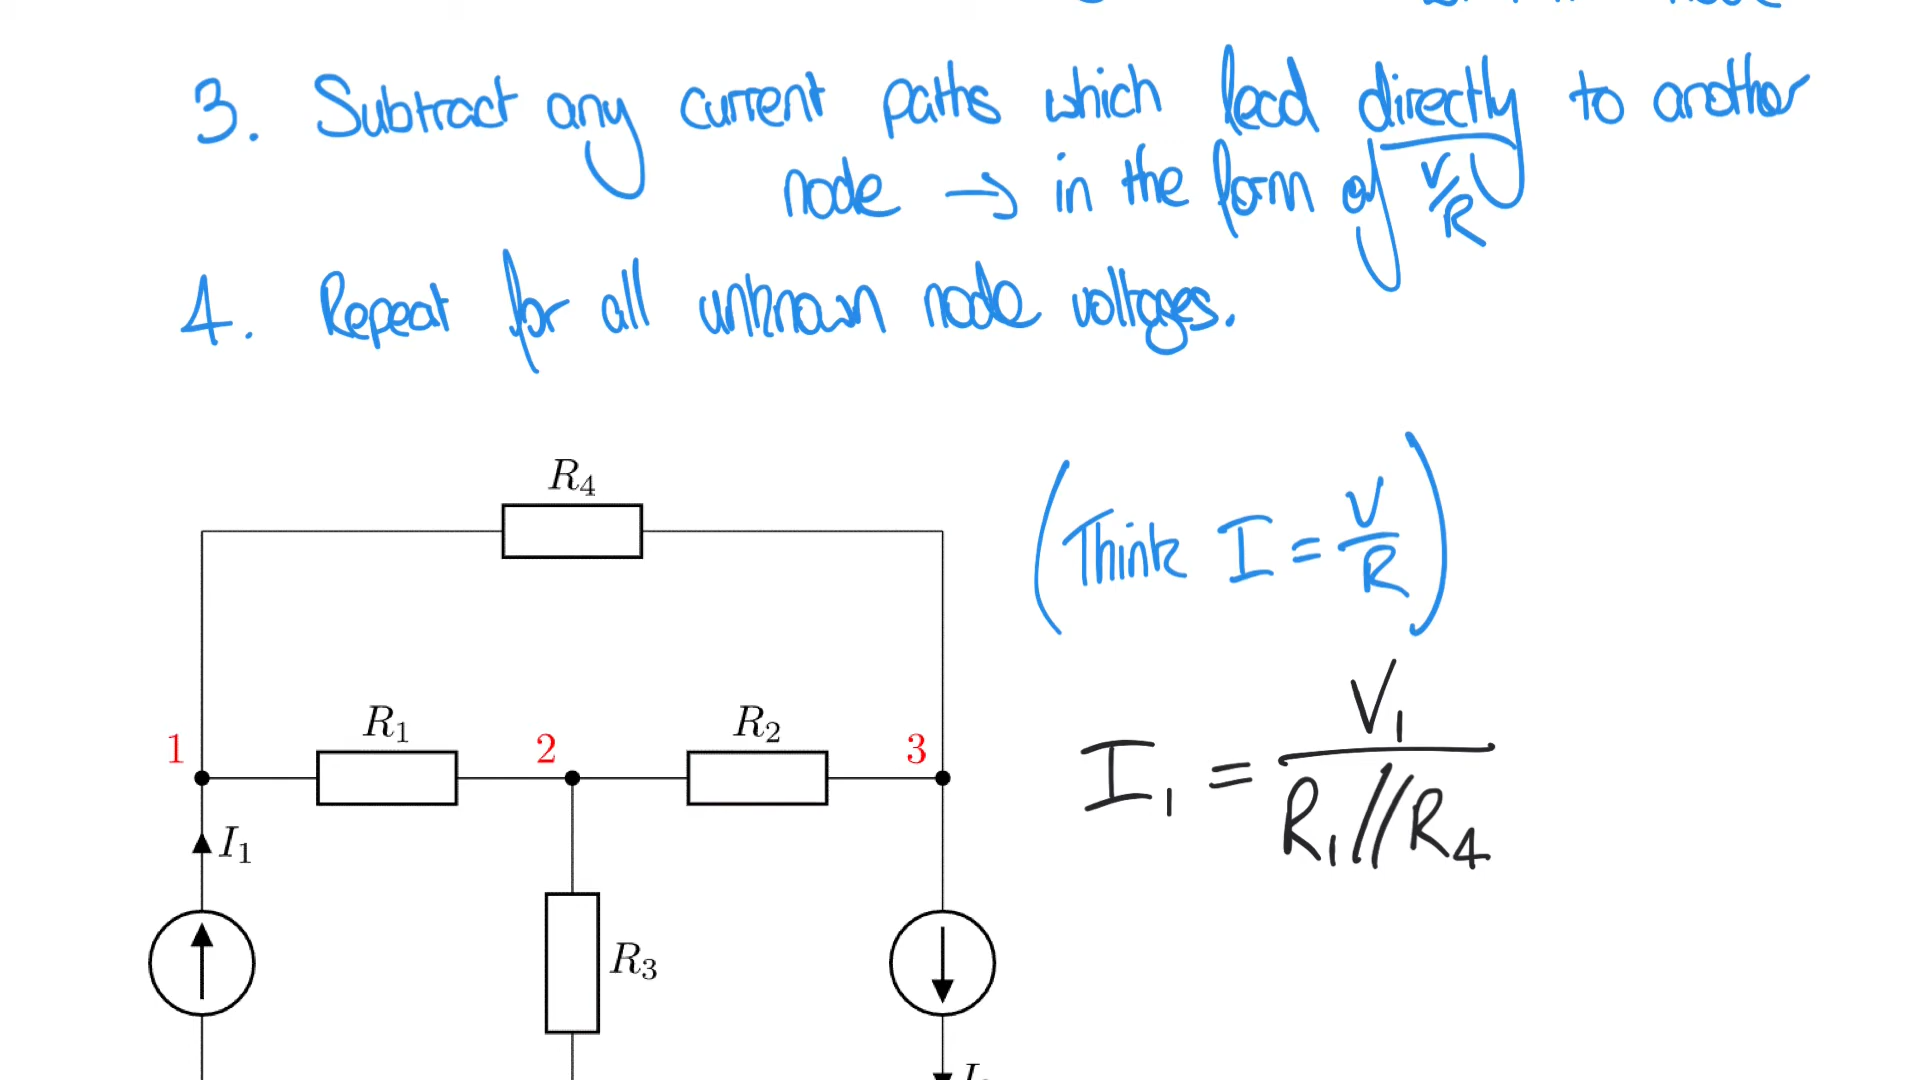 3. Subtract any current paths which lead directly to another
node → in the form of V/R
4. Repeat for all unknown node voltages.
R4
(Think I = V/R)
I1 = V1/R1//R4
R1
R2
1
2
3
I1
R3